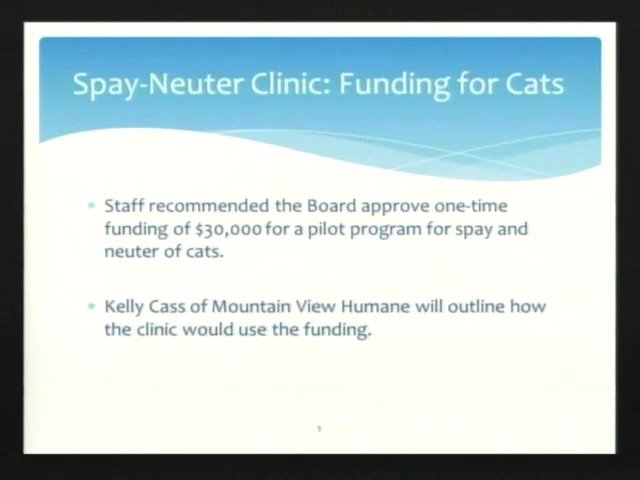 Spay-Neuter Clinic: Funding for Cats
Staff recommended the Board approve one-time
funding of $30,000 for a pilot program for spay and
neuter of cats.
Kelly Cass of Mountain View Humane will outline how
the clinic would use the funding.